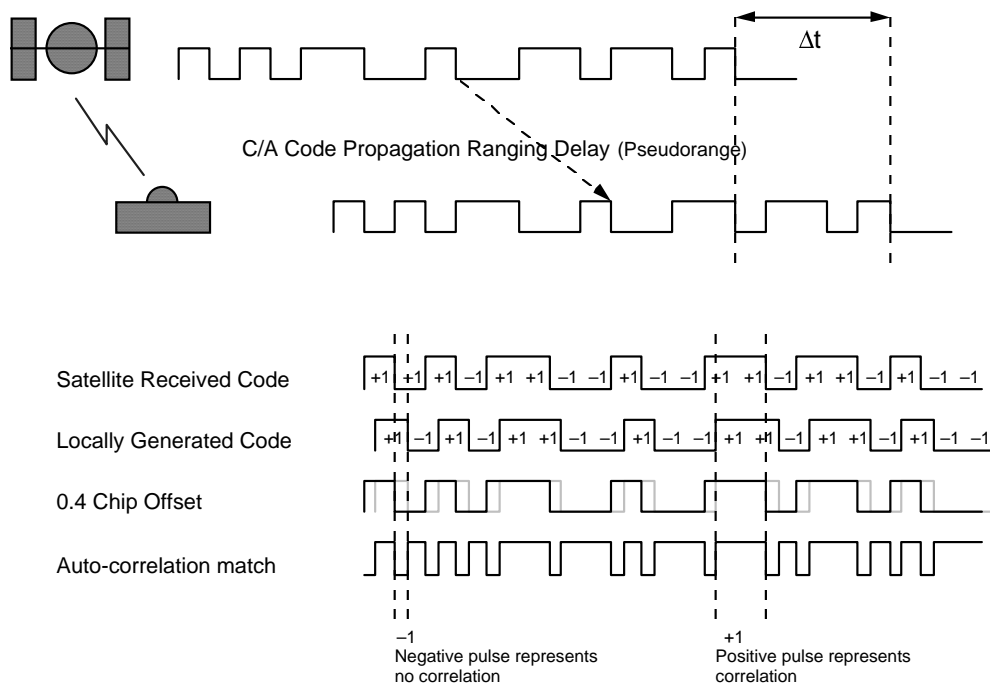 Δt
C/A Code Propagation Ranging Delay (Pseudorange)
Satellite Received Code
+1 +1 +1 –1 +1 +1 –1 –1 +1 –1 –1 +1 +1 –1 +1 +1 –1 +1 –1 –1
Locally Generated Code
+1 –1 +1 –1 +1 +1 –1 –1 +1 –1 –1 +1 +1 –1 +1 +1 –1 +1 –1 –1
0.4 Chip Offset
Auto-correlation match
–1
Negative pulse represents
no correlation
+1
Positive pulse represents
correlation